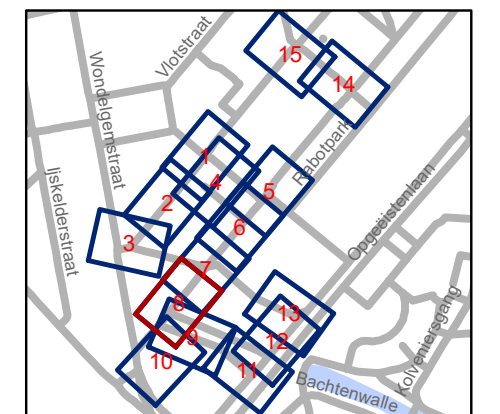 Vlotstraat
Wondelgemstraat
Ijskelderstraat
Rabotpark
Opgeëistenlaan
Kolveniersgang
Bachtenwalle
15
14
1
4
5
2
6
3
7
8
13
9
12
10
11